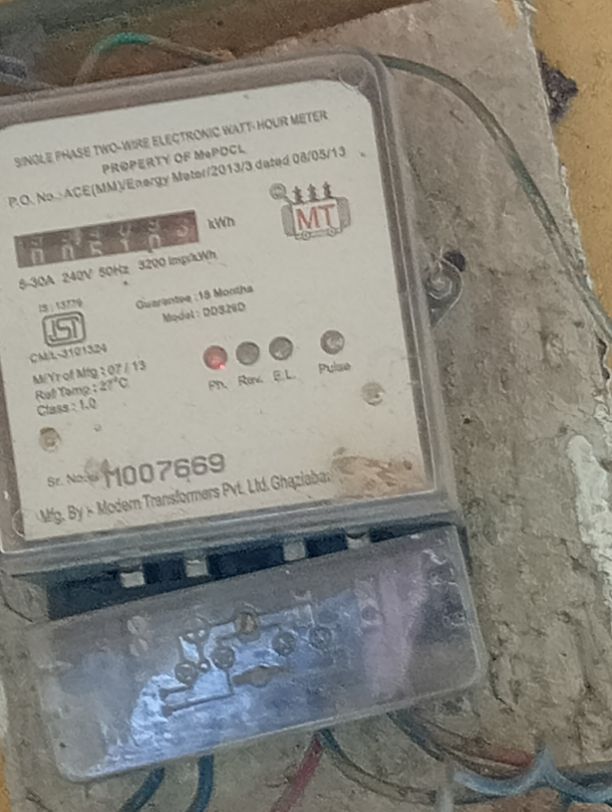 SINGLE PHASE TWO-WIRE ELECTRONIC WATT-HOUR METER
PROPERTY OF MePDCL
P.O. No.: ACE(MM)/Energy Meter/2013/3 dated 08/05/13
kWh
MT
5-30A 240V 50Hz 3200 imp/kWh
IS : 13779
Guarantee : 18 Months
Model : DDS26D
ISI
CM/L-3101324
M/Yr of Mfg : 07 / 13
Ref Temp : 27°C
Class : 1.0
Ph. Rev. E.L. Pulse
Sr. No. M007669
Mfg. By :- Modern Transformers Pvt. Ltd. Ghaziabad